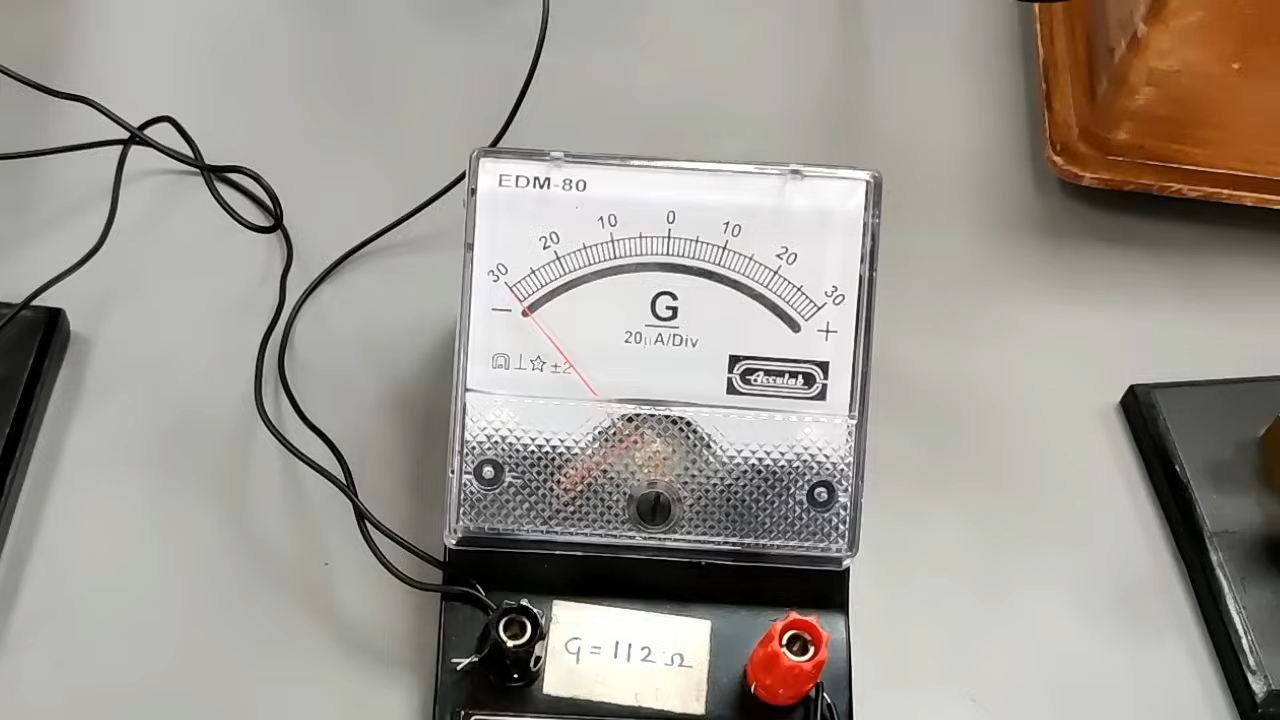 EDM-80
30 20 10 0 10 20 30
− +
G
20µA/Div
±2
Acculab
G = 112 Ω